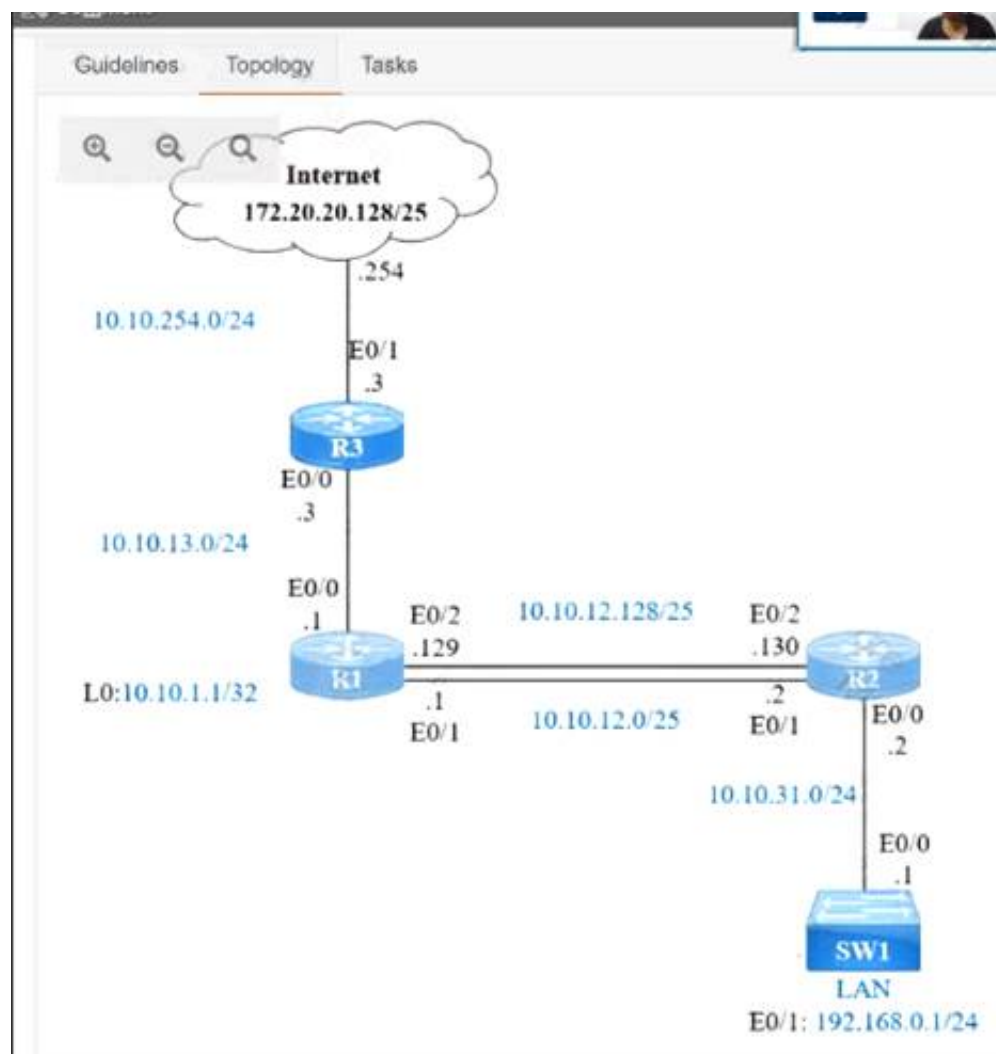 Guidelines Topology Tasks
Internet
172.20.20.128/25
.254
10.10.254.0/24
E0/1
.3
R3
E0/0
.3
10.10.13.0/24
E0/0
.1
E0/2 10.10.12.128/25 E0/2
.129 .130
R1 R2
L0:10.10.1.1/32
.1 .2
E0/1 10.10.12.0/25 E0/1
E0/0
.2
10.10.31.0/24
E0/0
.1
SW1
LAN
E0/1: 192.168.0.1/24